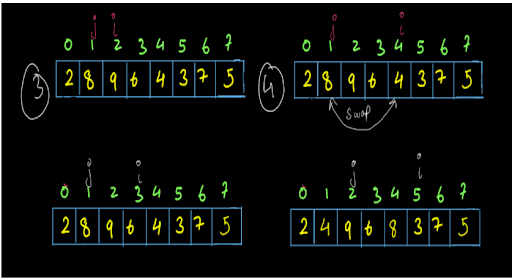 j i
0 1 2 3 4 5 6 7
3 2 8 9 6 4 3 7 5
j i
0 1 2 3 4 5 6 7
4 2 8 9 6 4 3 7 5
swap
i i
j
0 1 2 3 4 5 6 7
2 8 9 6 4 3 7 5
j i
0 1 2 3 4 5 6 7
2 4 9 6 8 3 7 5